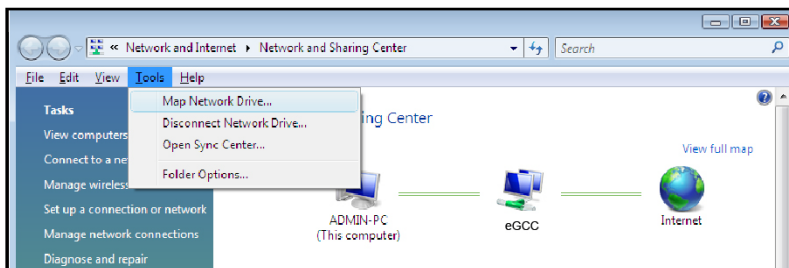 « Network and Internet ▸ Network and Sharing Center
Search
File Edit View Tools Help
Tasks
View computers
Connect to a ne
Manage wireless
Set up a connection or network
Manage network connections
Diagnose and repair
Map Network Drive...
Disconnect Network Drive...
Open Sync Center...
Folder Options...
ing Center
View full map
ADMIN-PC
(This computer)
eGCC
Internet